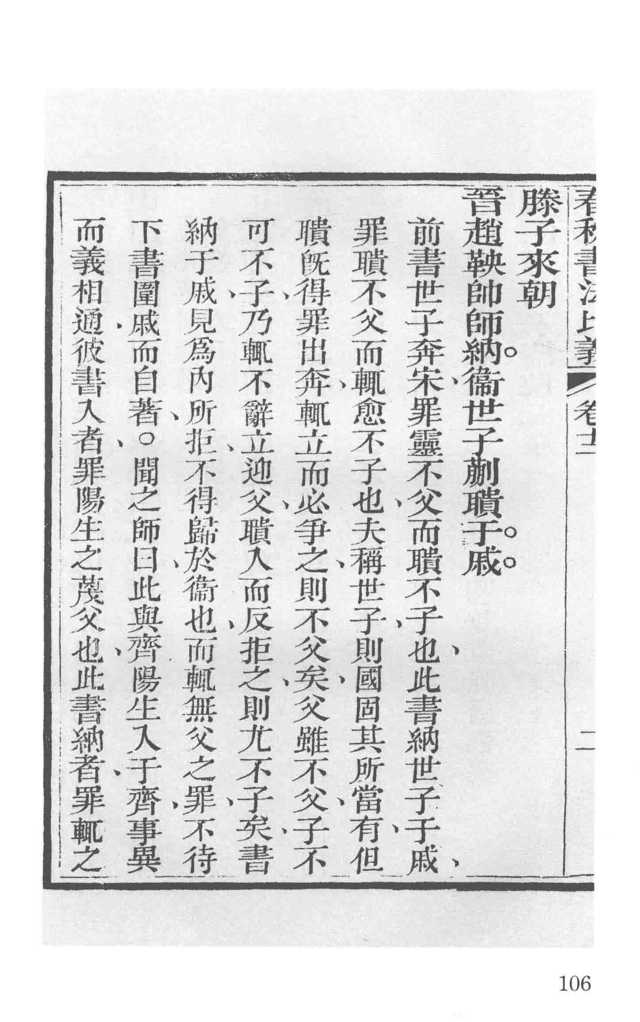 春秋書法比義 卷十二 二
滕子來朝
晉趙鞅帥師納。衞世子蒯聵于。戚。
前書世子奔宋、罪靈不父、而聵不子、也、此書納世子于戚、
罪聵不父而輒、愈不子也、夫稱世子、則國、固其所、當有、但
聵旣得罪出奔、輒立而必爭之、則不父矣、父雖不父子不
可不、子乃輒不辭立、迎父聵入而反、拒之、則尤不、子矣、書
納于戚見爲內、所拒不得歸於、衞也、而輒無父之罪、不待
下書圍、戚而自著。聞之師曰此與齊陽生入于齊事異
而義相通彼書入、者罪陽生之蔑父也、此書納者、罪輒之
106